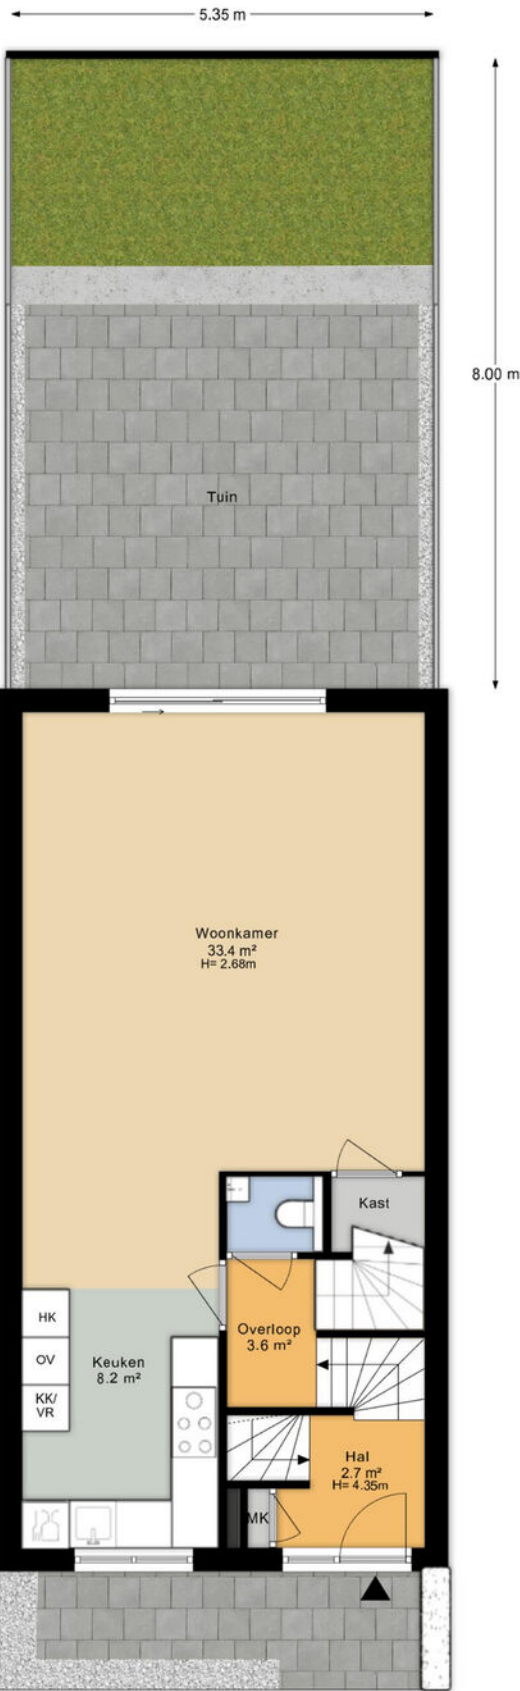 5.35 m
8.00 m
Tuin
Woonkamer
33.4 m²
H= 2.68m
Kast
HK
OV
KK/
VR
Keuken
8.2 m²
Overloop
3.6 m²
Hal
2.7 m²
H= 4.35m
MK